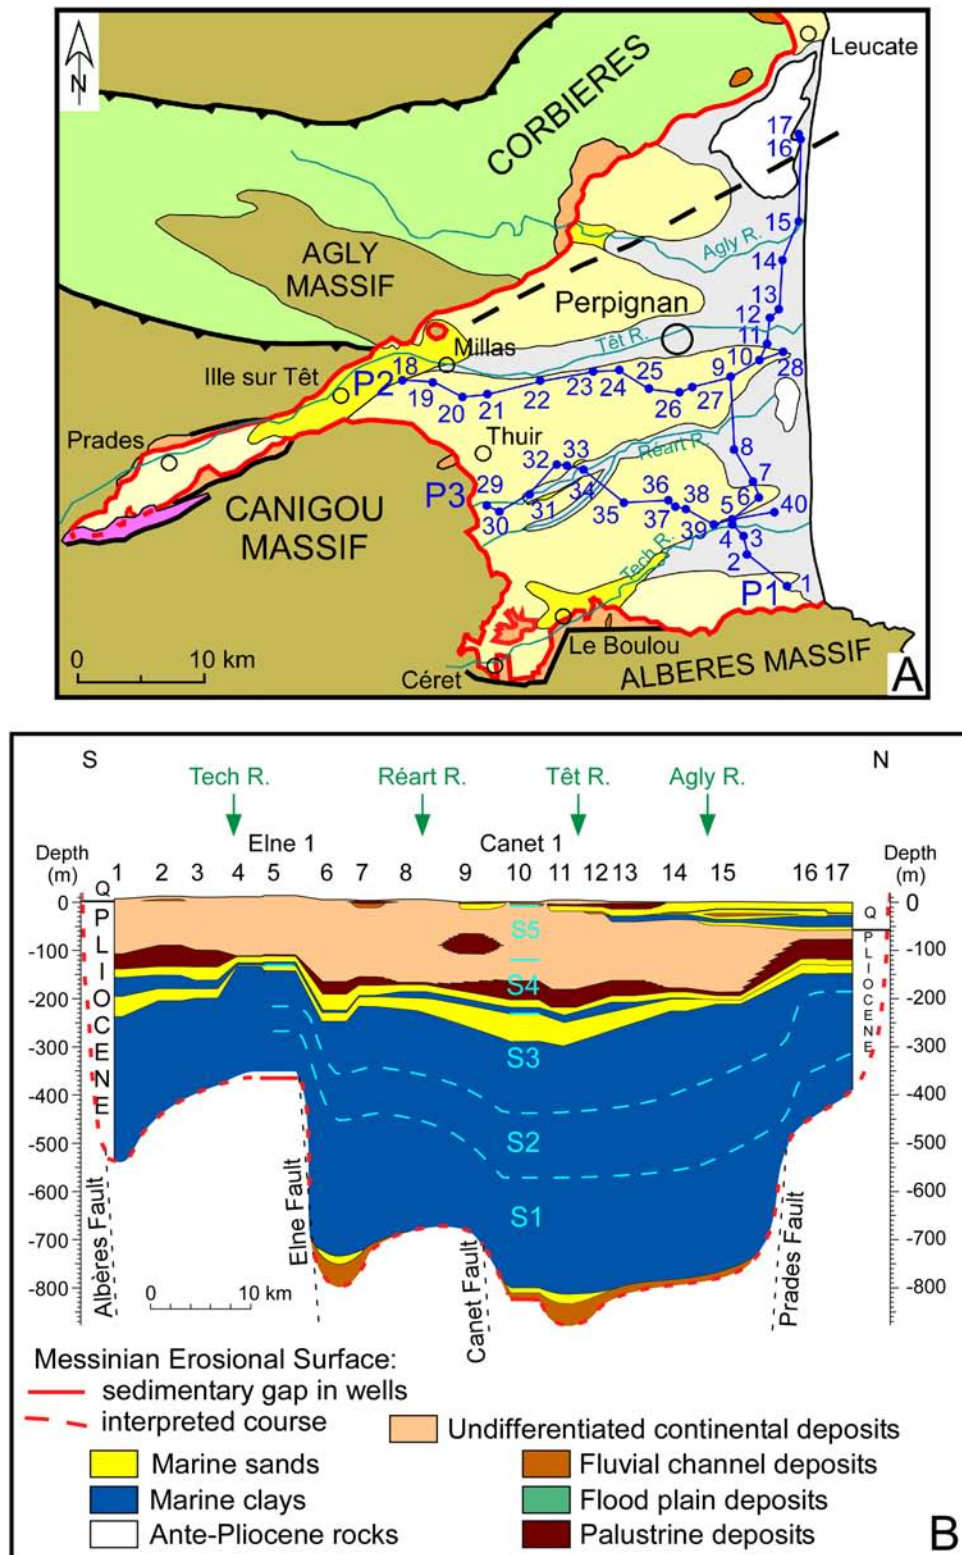 N
Leucate
CORBIERES
17
16
15
Agly R.
14
AGLY
MASSIF
Perpignan
13
12
Têt R.
11
Millas
10
28
Ille sur Têt
P2
18
19
20
21
22
23
24
25
26
27
9
Prades
Thuir
Réart R.
8
7
6
33
32
P3
29
30
31
34
35
36
37
38
39
5
40
4
3
2
CANIGOU
MASSIF
Tech R.
P1
1
0
10 km
Le Boulou
Céret
ALBERES MASSIF
A
S
N
Tech R.
Réart R.
Têt R.
Agly R.
Elne 1
Canet 1
Depth
(m)
1 2 3 4 5 6 7 8 9 10 11 12 13 14 15 16 17
Depth
(m)
0
-100
-200
-300
-400
-500
-600
-700
-800
Q
PLIOCENE
S5
S4
S3
S2
S1
Q
PLIOCENE
0
-100
-200
-300
-400
-500
-600
-700
-800
Albères Fault
Elne Fault
Canet Fault
Prades Fault
0
10 km
Messinian Erosional Surface:
sedimentary gap in wells
interpreted course
Undifferentiated continental deposits
Marine sands
Fluvial channel deposits
Marine clays
Flood plain deposits
Ante-Pliocene rocks
Palustrine deposits
B